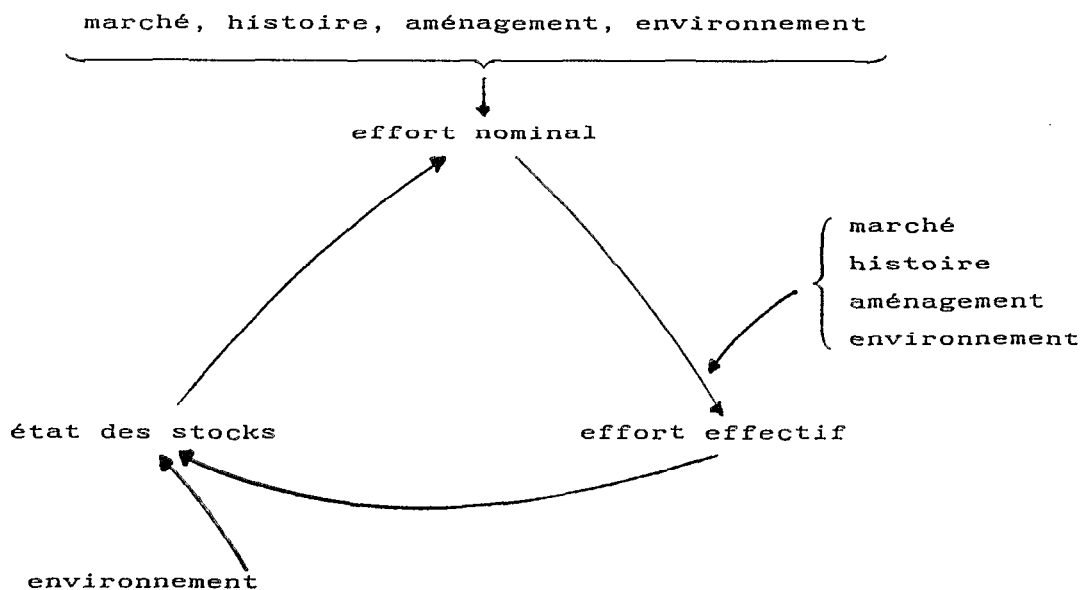 marché, histoire, aménagement, environnement
effort nominal
marché
histoire
aménagement
environnement
état des stocks
effort effectif
environnement